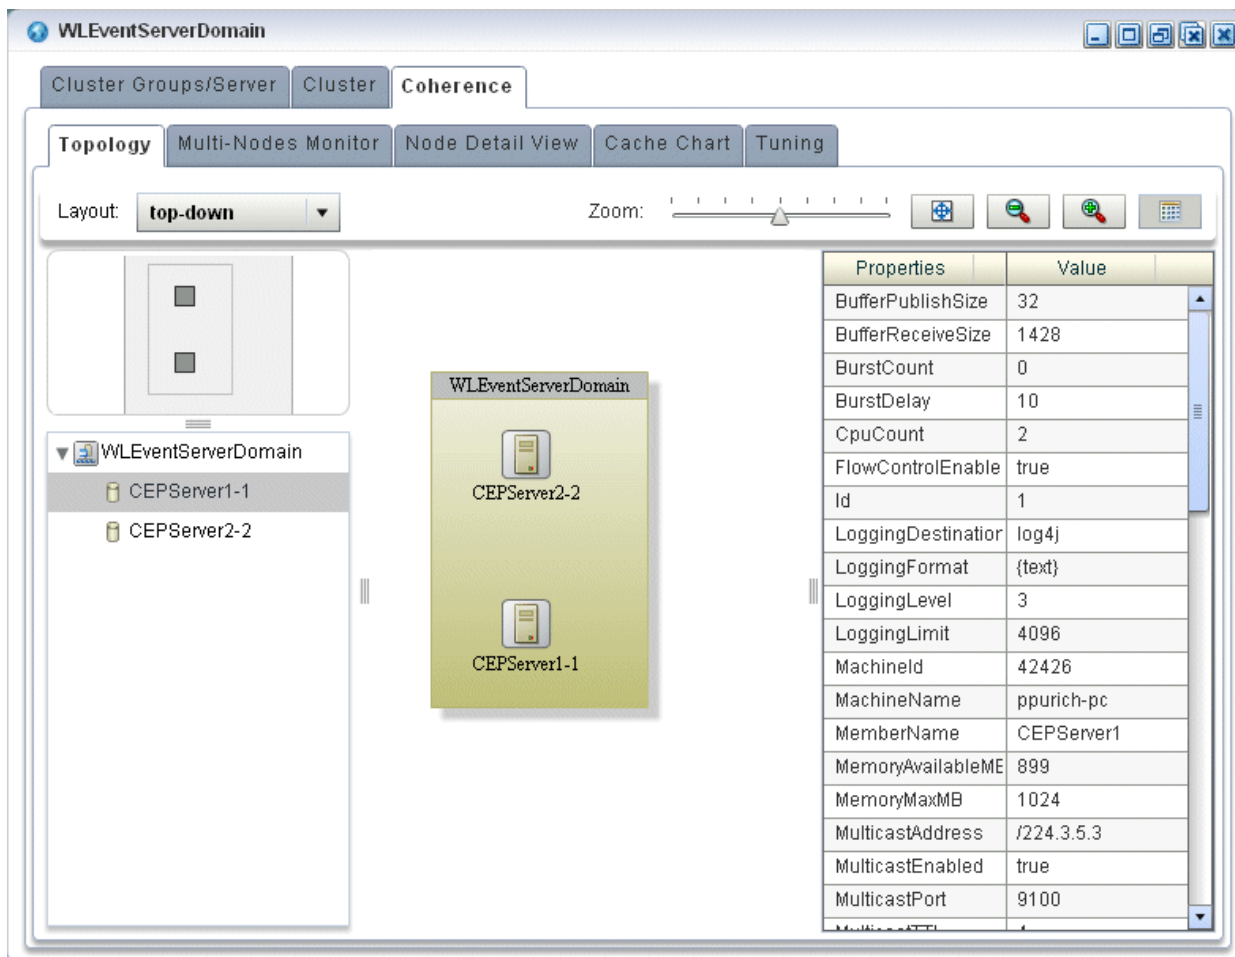 WLEventServerDomain
Cluster Groups/Server Cluster Coherence
Topology Multi-Nodes Monitor Node Detail View Cache Chart Tuning
Layout: top-down Zoom:
WLEventServerDomain
CEPServer1-1
CEPServer2-2
WLEventServerDomain
CEPServer2-2
CEPServer1-1
Properties Value
BufferPublishSize 32
BufferReceiveSize 1428
BurstCount 0
BurstDelay 10
CpuCount 2
FlowControlEnable true
Id 1
LoggingDestination log4j
LoggingFormat {text}
LoggingLevel 3
LoggingLimit 4096
MachineId 42426
MachineName ppurich-pc
MemberName CEPServer1
MemoryAvailableME 899
MemoryMaxMB 1024
MulticastAddress /224.3.5.3
MulticastEnabled true
MulticastPort 9100